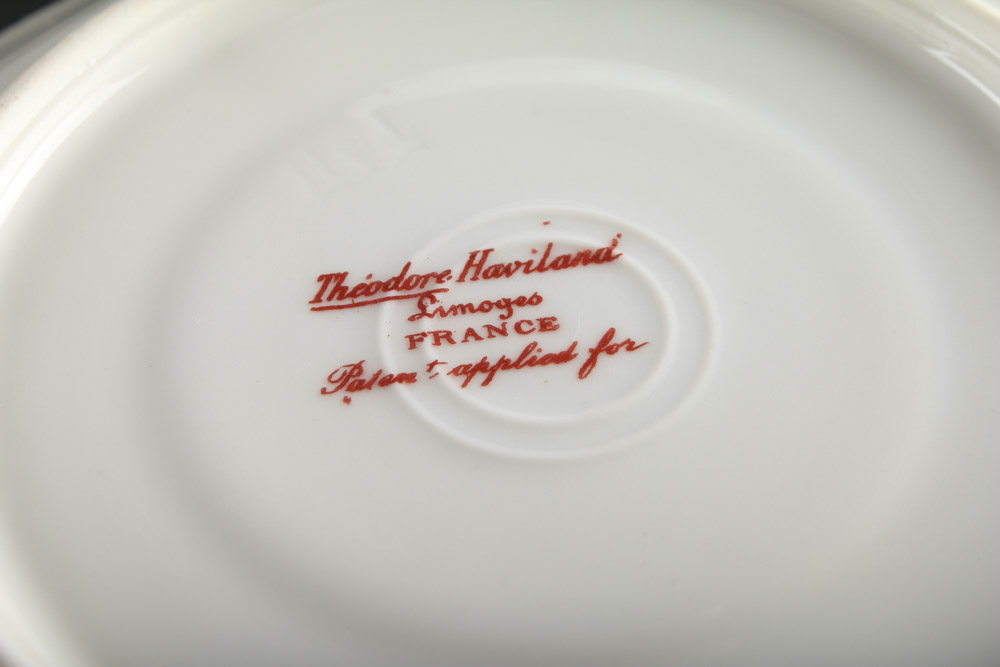 Théodore Haviland
Limoges
FRANCE
Patent applied for